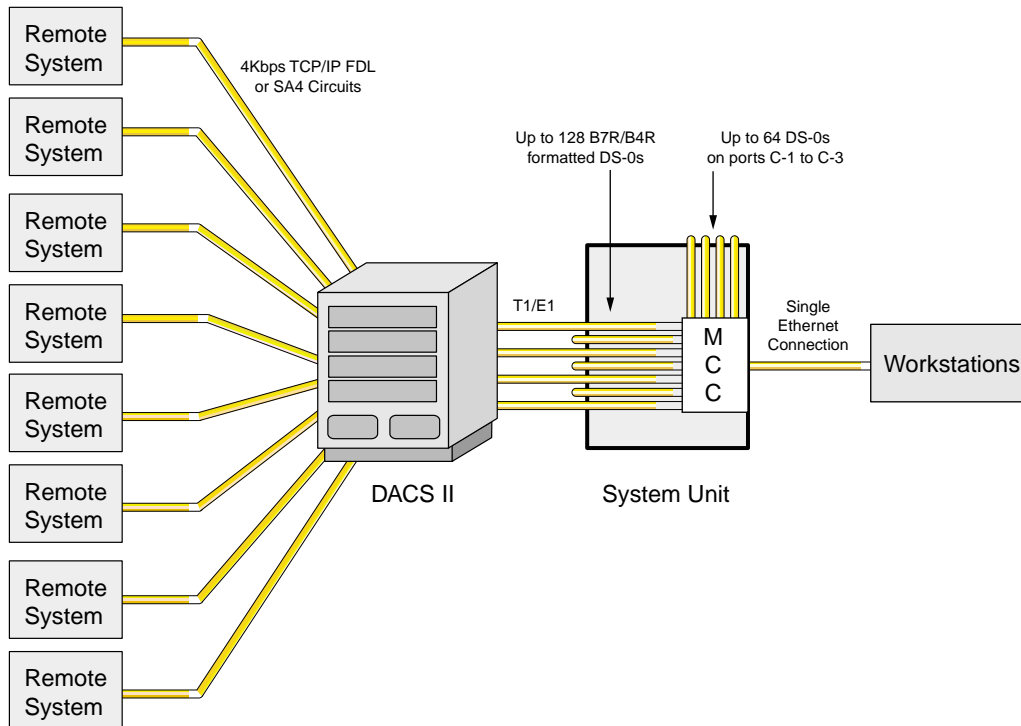 Remote
System
Remote
System
Remote
System
Remote
System
Remote
System
Remote
System
Remote
System
Remote
System
4Kbps TCP/IP FDL
or SA4 Circuits
DACS II
T1/E1
Up to 128 B7R/B4R
formatted DS-0s
Up to 64 DS-0s
on ports C-1 to C-3
M
C
C
System Unit
Single
Ethernet
Connection
Workstations